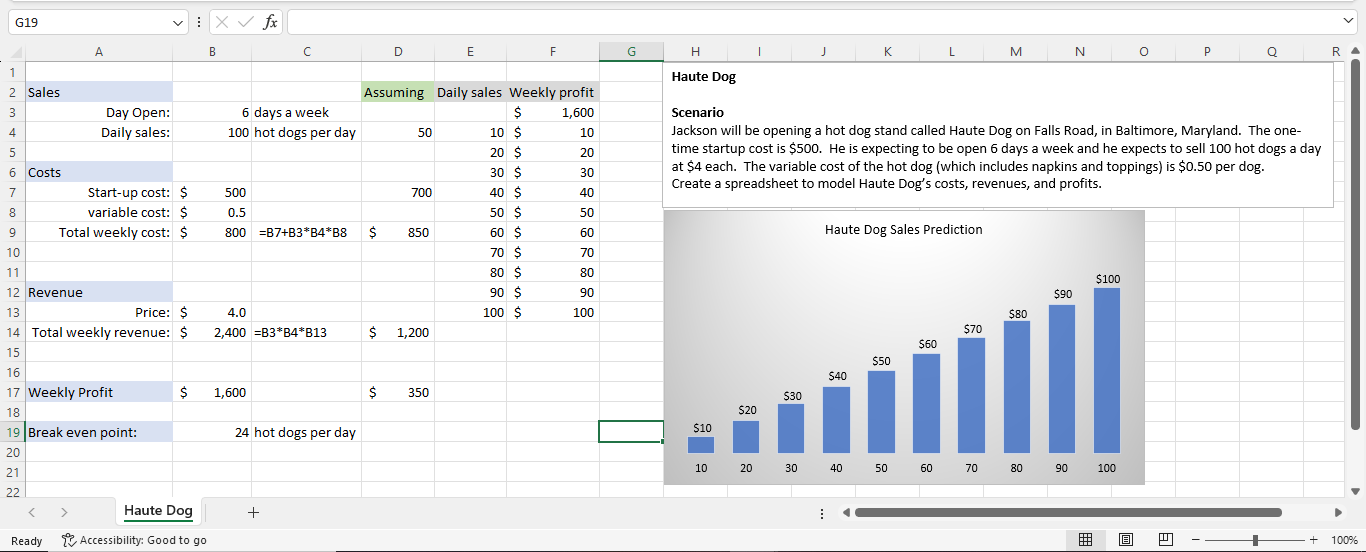 G19
fx
A B C D E F G H I J K L M N O P Q R
1
2 Sales Assuming Daily sales Weekly profit
3 Day Open: 6 days a week $ 1,600
4 Daily sales: 100 hot dogs per day 50 10 $ 10
5 20 $ 20
6 Costs 30 $ 30
7 Start-up cost: $ 500 700 40 $ 40
8 variable cost: $ 0.5 50 $ 50
9 Total weekly cost: $ 800 =B7+B3*B4*B8 $ 850 60 $ 60
10 70 $ 70
11 80 $ 80
12 Revenue 90 $ 90
13 Price: $ 4.0 100 $ 100
14 Total weekly revenue: $ 2,400 =B3*B4*B13 $ 1,200
15
16
17 Weekly Profit $ 1,600 $ 350
18
19 Break even point: 24 hot dogs per day
20
21
22
Haute Dog
Scenario
Jackson will be opening a hot dog stand called Haute Dog on Falls Road, in Baltimore, Maryland. The one-
time startup cost is $500. He is expecting to be open 6 days a week and he expects to sell 100 hot dogs a day
at $4 each. The variable cost of the hot dog (which includes napkins and toppings) is $0.50 per dog.
Create a spreadsheet to model Haute Dog's costs, revenues, and profits.
Haute Dog Sales Prediction
$10 $20 $30 $40 $50 $60 $70 $80 $90 $100
10 20 30 40 50 60 70 80 90 100
Haute Dog
Ready Accessibility: Good to go 100%